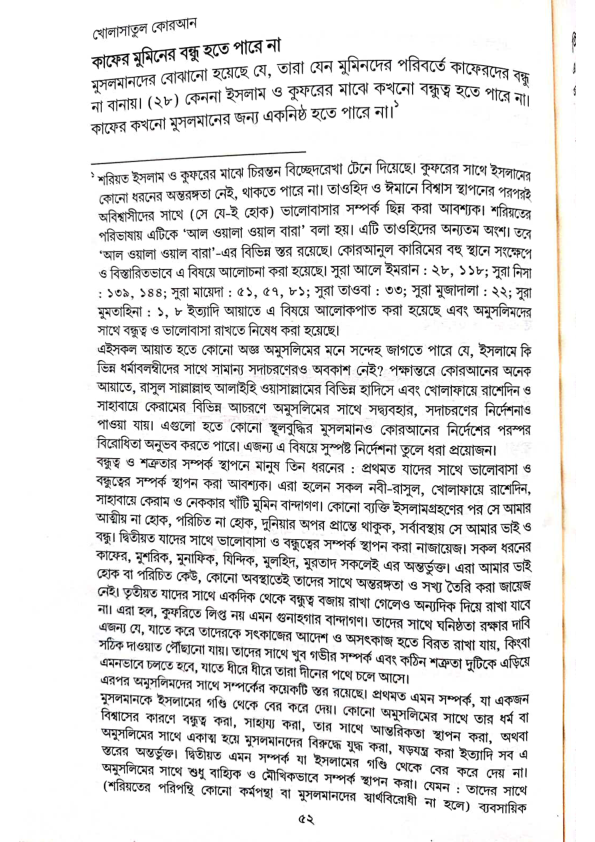 খোলাসাতুল কোরআন
কাফের মুমিনের বন্ধু হতে পারে না
মুসলমানদের বোঝানো হয়েছে যে, তারা যেন মুমিনদের পরিবর্তে কাফেরদের বন্ধু
না বানায়। (২৮) কেননা ইসলাম ও কুফরের মাঝে কখনো বন্ধুত্ব হতে পারে না।
কাফের কখনো মুসলমানের জন্য একনিষ্ঠ হতে পারে না।১
১ শরিয়ত ইসলাম ও কুফরের মাঝে চিরন্তন বিচ্ছেদরেখা টেনে দিয়েছে। কুফরের সাথে ইসলামের
কোনো ধরনের অন্তরঙ্গতা নেই, থাকতে পারে না। তাওহিদ ও ঈমানে বিশ্বাস স্থাপনের পরপরই
অবিশ্বাসীদের সাথে (সে যে-ই হোক) ভালোবাসার সম্পর্ক ছিন্ন করা আবশ্যক। শরিয়তের
পরিভাষায় এটিকে ‘আল ওয়ালা ওয়াল বারা’ বলা হয়। এটি তাওহিদের অন্যতম অংশ। তবে
‘আল ওয়ালা ওয়াল বারা’-এর বিভিন্ন স্তর রয়েছে। কোরআনুল কারিমের বহু স্থানে সংক্ষেপে
ও বিস্তারিতভাবে এ বিষয়ে আলোচনা করা হয়েছে। সুরা আলে ইমরান : ২৮, ১১৮; সুরা নিসা
: ১৩৯, ১৪৪; সুরা মায়েদা : ৫১, ৫৭, ৮১; সুরা তাওবা : ৩৩; সুরা মুজাদালা : ২২; সুরা
মুমতাহিনা : ১, ৮ ইত্যাদি আয়াতে এ বিষয়ে আলোকপাত করা হয়েছে এবং অমুসলিমদের
সাথে বন্ধুত্ব ও ভালোবাসা রাখতে নিষেধ করা হয়েছে।
এইসকল আয়াত হতে কোনো অজ্ঞ অমুসলিমের মনে সন্দেহ জাগতে পারে যে, ইসলামে কি
ভিন্ন ধর্মাবলম্বীদের সাথে সামান্য সদাচরণেরও অবকাশ নেই? পক্ষান্তরে কোরআনের অনেক
আয়াতে, রাসুল সাল্লাল্লাহু আলাইহি ওয়াসাল্লামের বিভিন্ন হাদিসে এবং খোলাফায়ে রাশেদিন ও
সাহাবায়ে কেরামের বিভিন্ন আচরণে অমুসলিমের সাথে সদ্ব্যবহার, সদাচরণের নির্দেশনাও
পাওয়া যায়। এগুলো হতে কোনো স্থূলবুদ্ধির মুসলমানও কোরআনের নির্দেশের পরস্পর
বিরোধিতা অনুভব করতে পারে। এজন্য এ বিষয়ে সুস্পষ্ট নির্দেশনা তুলে ধরা প্রয়োজন।
বন্ধুত্ব ও শত্রুতার সম্পর্ক স্থাপনে মানুষ তিন ধরনের : প্রথমত যাদের সাথে ভালোবাসা ও
বন্ধুত্বের সম্পর্ক স্থাপন করা আবশ্যক। এরা হলেন সকল নবী-রাসুল, খোলাফায়ে রাশেদিন,
সাহাবায়ে কেরাম ও নেককার খাঁটি মুমিন বান্দাগণ। কোনো ব্যক্তি ইসলামগ্রহণের পর সে আমার
আত্মীয় না হোক, পরিচিত না হোক, দুনিয়ার অপর প্রান্তে থাকুক, সর্বাবস্থায় সে আমার ভাই ও
বন্ধু। দ্বিতীয়ত যাদের সাথে ভালোবাসা ও বন্ধুত্বের সম্পর্ক স্থাপন করা নাজায়েজ। সকল ধরনের
কাফের, মুশরিক, মুনাফিক, যিন্দিক, মুলহিদ, মুরতাদ সকলেই এর অন্তর্ভুক্ত। এরা আমার ভাই
হোক বা পরিচিত কেউ, কোনো অবস্থাতেই তাদের সাথে অন্তরঙ্গতা ও সখ্য তৈরি করা জায়েজ
নেই। তৃতীয়ত যাদের সাথে একদিক থেকে বন্ধুত্ব বজায় রাখা গেলেও অন্যদিক দিয়ে রাখা যাবে
না। এরা হল, কুফরিতে লিপ্ত নয় এমন গুনাহগার বান্দাগণ। তাদের সাথে ঘনিষ্ঠতা রক্ষার দাবি
এজন্য যে, যাতে করে তাদেরকে সৎকাজের আদেশ ও অসৎকাজ হতে বিরত রাখা যায়, কিংবা
সঠিক দাওয়াত পৌঁছানো যায়। তাদের সাথে খুব গভীর সম্পর্ক এবং কঠিন শত্রুতা দুটিকে এড়িয়ে
এমনভাবে চলতে হবে, যাতে ধীরে ধীরে তারা দীনের পথে চলে আসে।
এরপর অমুসলিমদের সাথে সম্পর্কের কয়েকটি স্তর রয়েছে। প্রথমত এমন সম্পর্ক, যা একজন
মুসলমানকে ইসলামের গণ্ডি থেকে বের করে দেয়। কোনো অমুসলিমের সাথে তার ধর্ম বা
বিশ্বাসের কারণে বন্ধুত্ব করা, সাহায্য করা, তার সাথে আন্তরিকতা স্থাপন করা, অথবা
অমুসলিমের সাথে একাত্ম হয়ে মুসলমানদের বিরুদ্ধে যুদ্ধ করা, ষড়যন্ত্র করা ইত্যাদি সব এ
স্তরের অন্তর্ভুক্ত। দ্বিতীয়ত এমন সম্পর্ক যা ইসলামের গণ্ডি থেকে বের করে দেয় না।
অমুসলিমের সাথে শুধু বাহ্যিক ও মৌখিকভাবে সম্পর্ক স্থাপন করা। যেমন : তাদের সাথে
(শরিয়তের পরিপন্থি কোনো কর্মপন্থা বা মুসলমানদের স্বার্থবিরোধী না হলে) ব্যবসায়িক
৫২